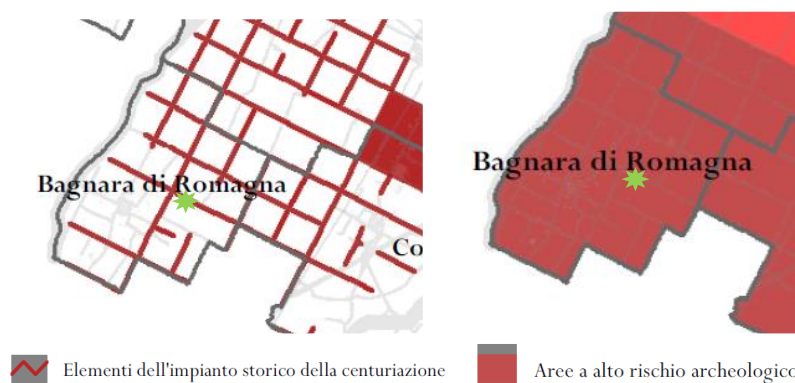 Bagnara di Romagna
Co
Elementi dell'impianto storico della centuriazione
Bagnara di Romagna
Aree a alto rischio archeologico